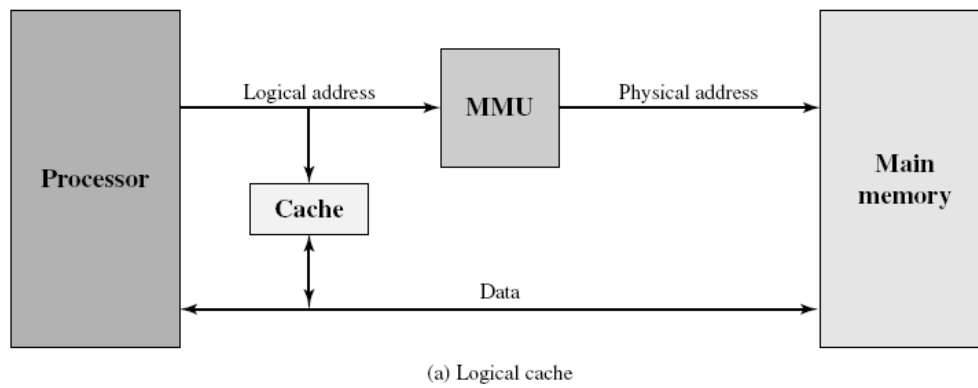 Logical address
MMU
Physical address
Processor
Main
memory
Cache
Data
(a) Logical cache